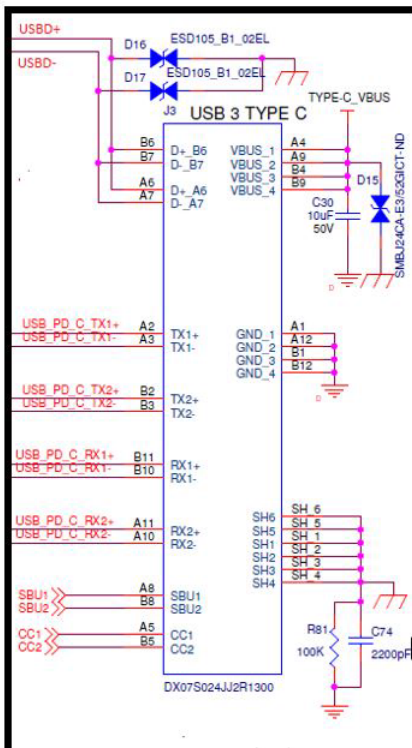 USBD+
D16 ESD105_B1_02EL
USBD-
D17 ESD105_B1_02EL
J3
USB 3 TYPE C
TYPE-C_VBUS
B6 D+_B6 VBUS_1 A4
B7 D-_B7 VBUS_2 A9
VBUS_3 B4
A6 D+_A6 VBUS_4 B9
A7 D-_A7
D15
SMBJ24CA-E3/52GICT-ND
C30
10uF
50V
D
USB_PD_C_TX1+ A2 TX1+ GND_1 A1
USB_PD_C_TX1- A3 TX1- GND_2 A12
GND_3 B1
GND_4 B12
D
USB_PD_C_TX2+ B2 TX2+
USB_PD_C_TX2- B3 TX2-
USB_PD_C_RX1+ B11 RX1+
USB_PD_C_RX1- B10 RX1-
USB_PD_C_RX2+ A11 RX2+
USB_PD_C_RX2- A10 RX2-
SH6 SH_6
SH5 SH_5
SH1 SH_1
SH2 SH_2
SH3 SH_3
SH4 SH_4
SBU1 A8 SBU1
SBU2 B8 SBU2
CC1 A5 CC1
CC2 B5 CC2
R81
100K
C74
2200pF
DX07S024JJ2R1300